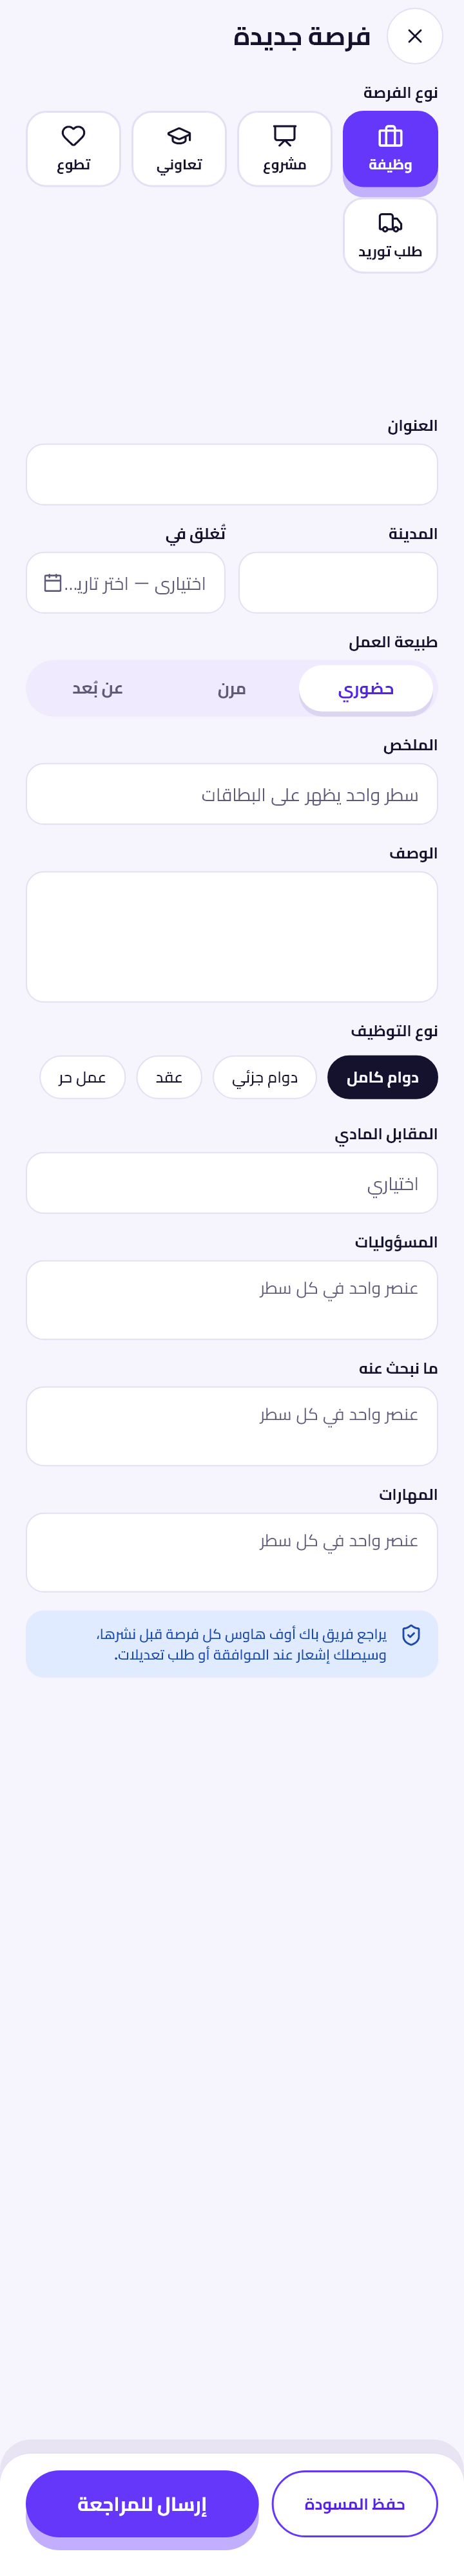 فرصة جديدة
نوع الفرصة
وظيفة
مشروع
تعاوني
تطوع
طلب توريد
العنوان
المدينة
تُغلق في
اختياري — اختر تاريـ...
طبيعة العمل
حضوري
مرن
عن بُعد
الملخص
سطر واحد يظهر على البطاقات
الوصف
نوع التوظيف
دوام كامل
دوام جزئي
عقد
عمل حر
المقابل المادي
اختياري
المسؤوليات
عنصر واحد في كل سطر
ما نبحث عنه
عنصر واحد في كل سطر
المهارات
عنصر واحد في كل سطر
يراجع فريق باك أوف هاوس كل فرصة قبل نشرها،
وسيصلك إشعار عند الموافقة أو طلب تعديلات.
حفظ المسودة
إرسال للمراجعة